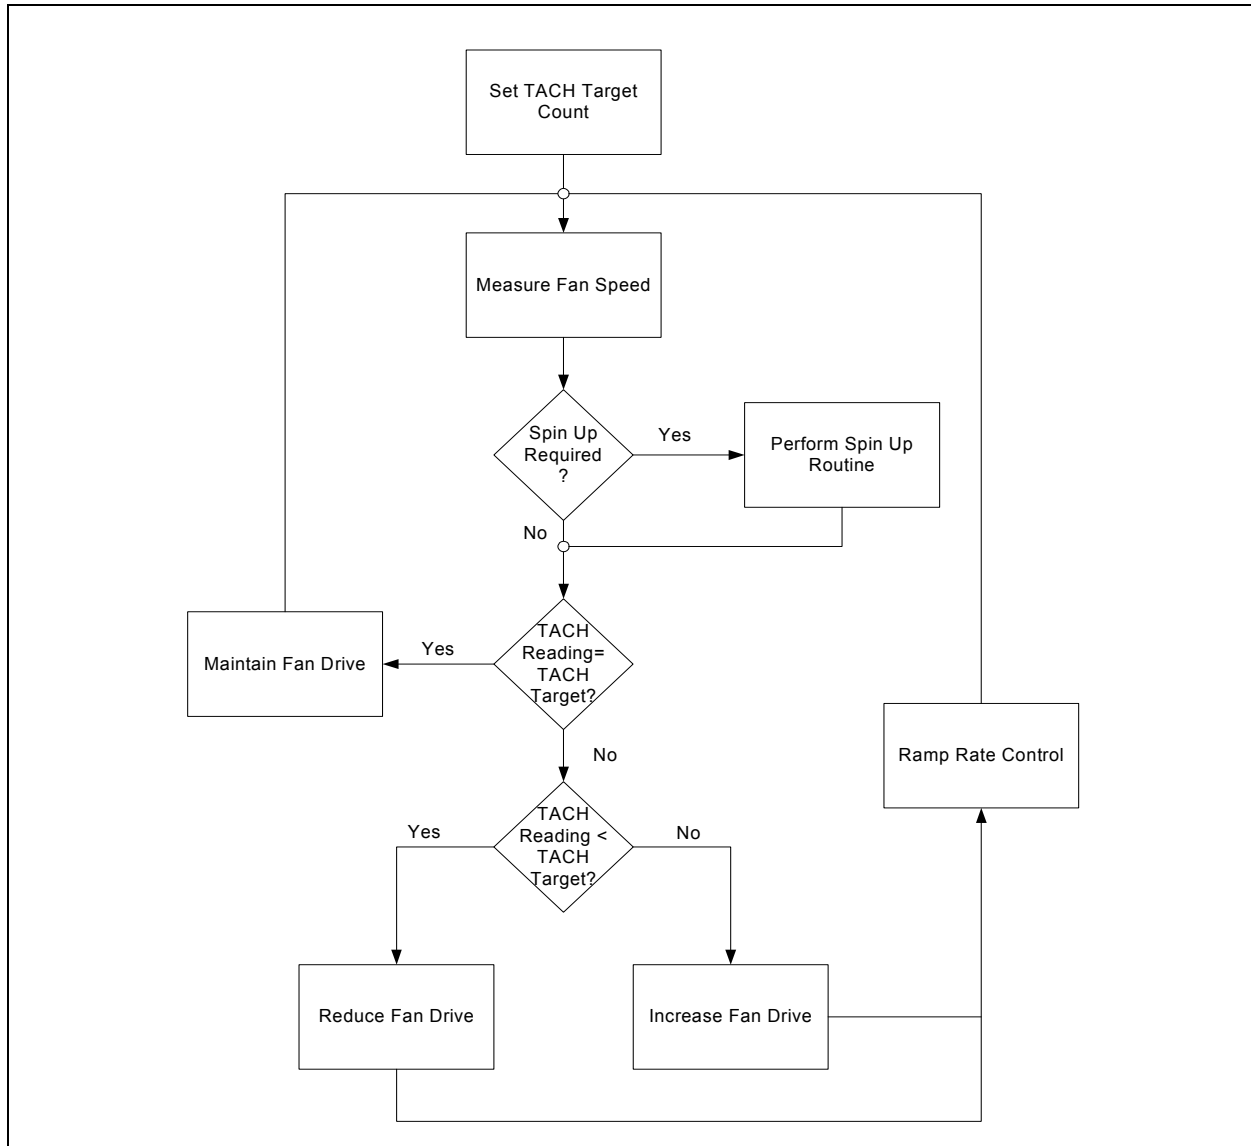 Set TACH Target
Count
Measure Fan Speed
Spin Up
Required
?
Yes
Perform Spin Up
Routine
No
TACH
Reading=
TACH
Target?
Yes
Maintain Fan Drive
No
Ramp Rate Control
TACH
Reading <
TACH
Target?
Yes
No
Reduce Fan Drive
Increase Fan Drive